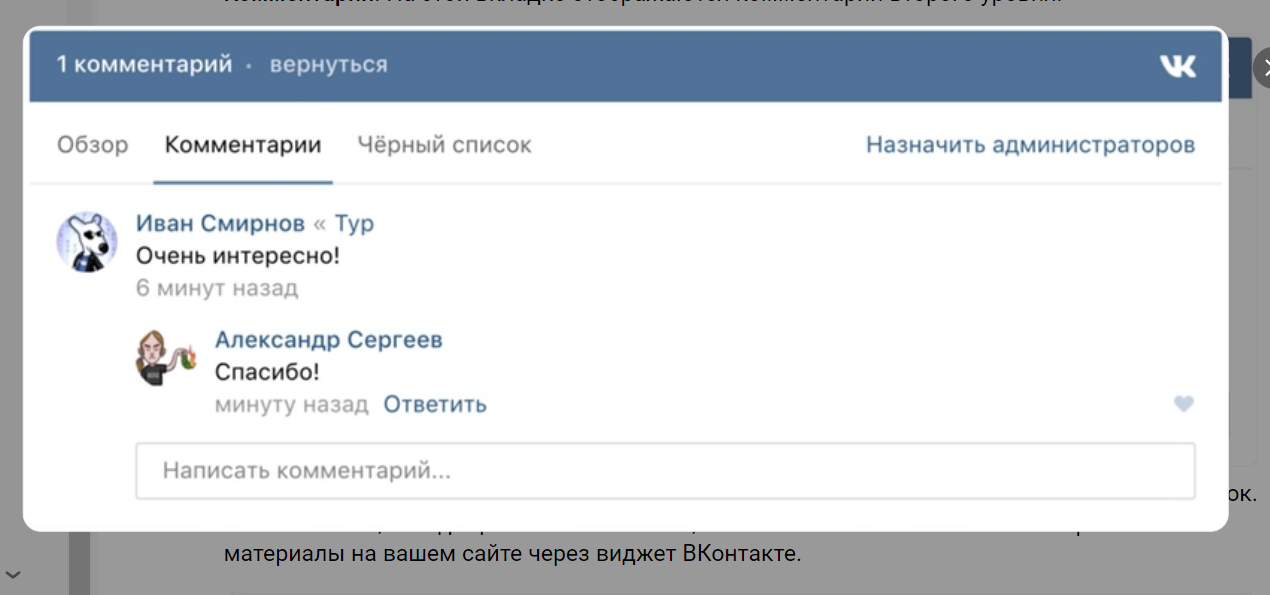 1 комментарий · вернуться
Обзор Комментарии Чёрный список Назначить администраторов
Иван Смирнов « Тур
Очень интересно!
6 минут назад
Александр Сергеев
Спасибо!
минуту назад Ответить
Написать комментарий...
ок.
материалы на вашем сайте через виджет ВКонтакте.